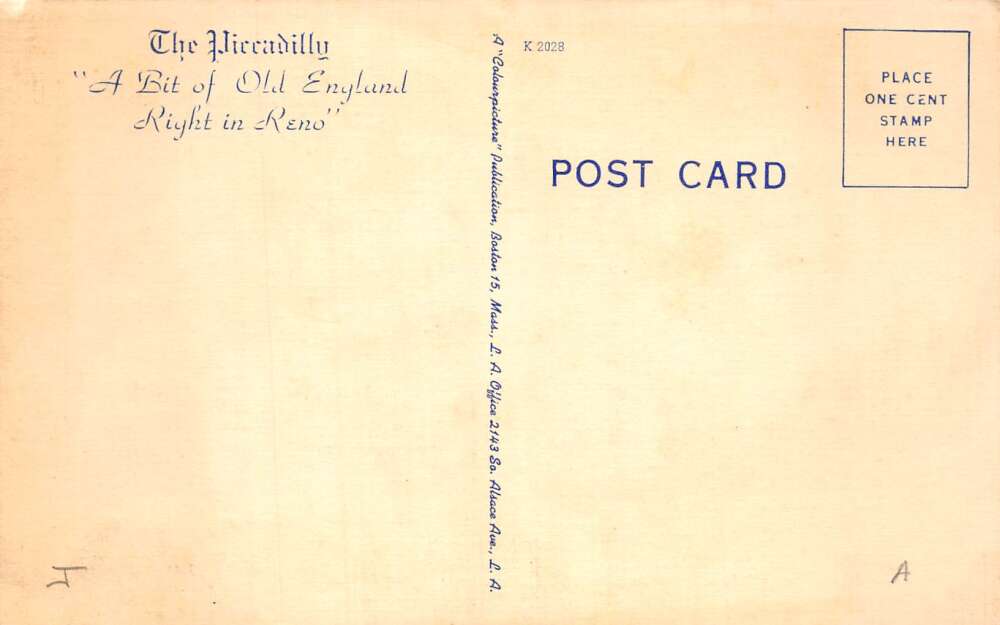 The Piccadilly
"A Bit of Old England
Right in Reno"
A "Colourpicture" Publication, Boston 15, Mass., L. A. Office 2143 So. Alsace Ave., L. A.
K 2028
POST CARD
PLACE
ONE CENT
STAMP
HERE
J
A